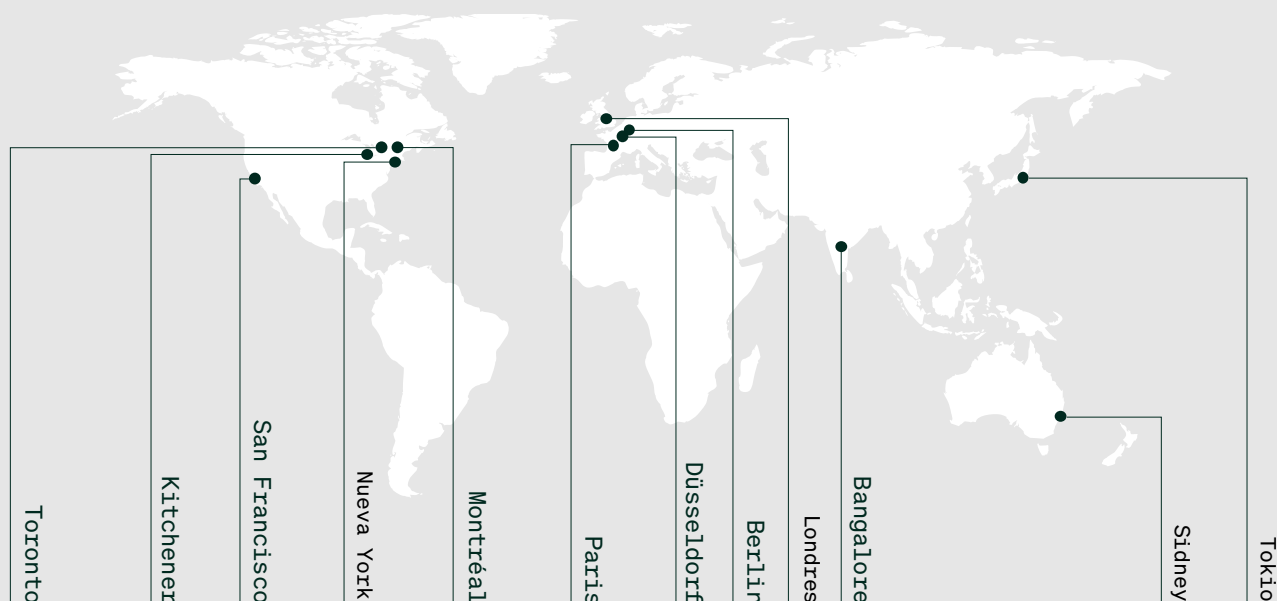 Toronto
Kitchener
San Francisco
Nueva York
Montréal
Paris
Düsseldorf
Berlin
Londres
Bangalore
Sidney
Tokio